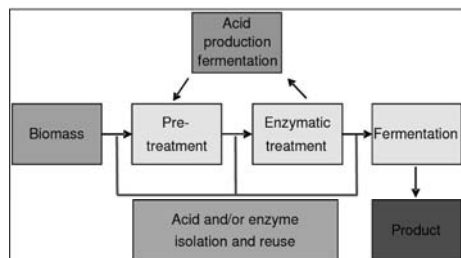 Acid
production
fermentation
Biomass
Pre-
treatment
Enzymatic
treatment
Fermentation
Acid and/or enzyme
isolation and reuse
Product